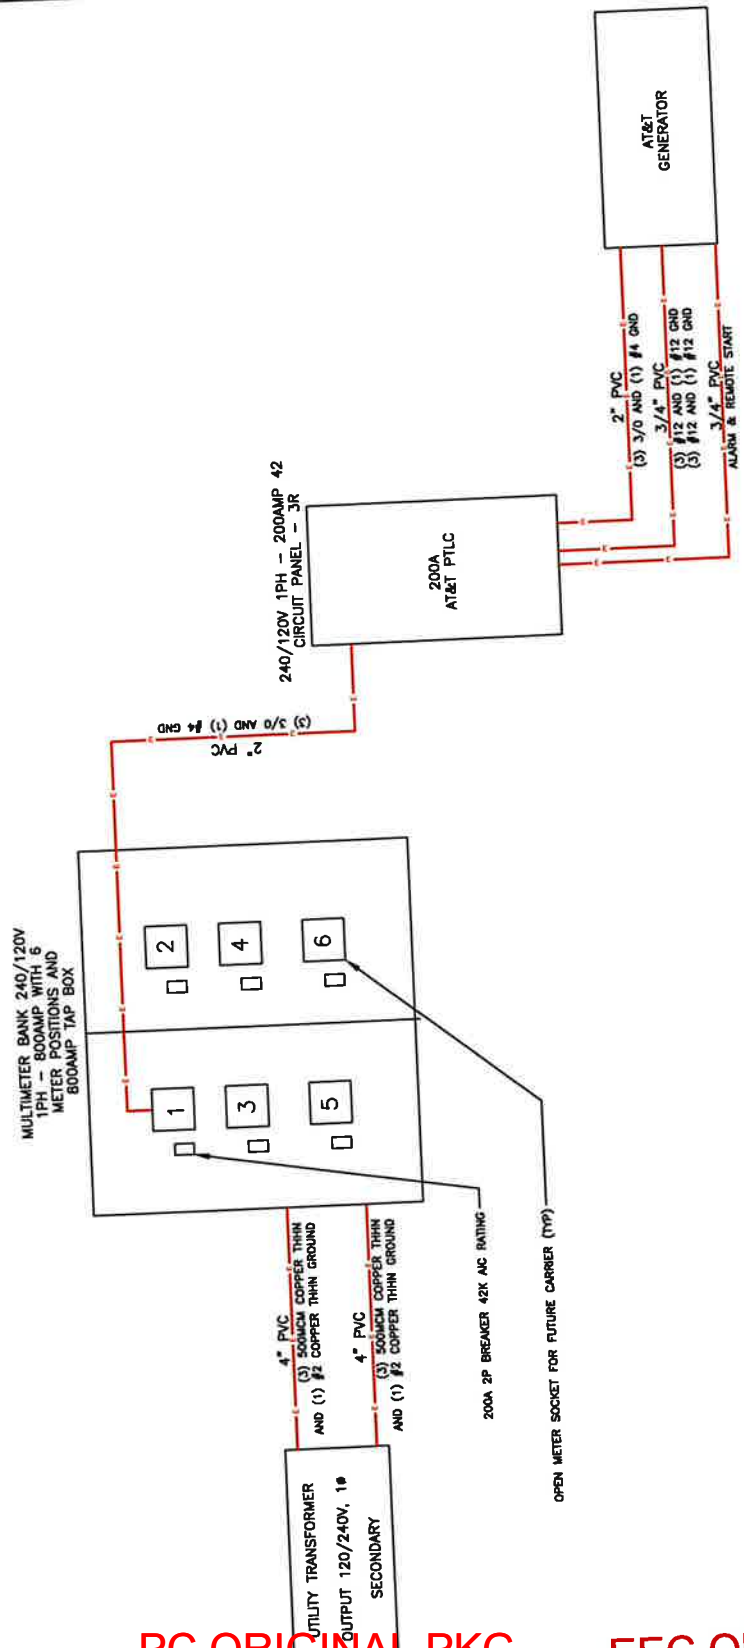 AT&T
GENERATOR
2" PVC
(3) 3/0 AND (1) #4 GND
3/4" PVC
(3) #12 AND (1) #12 GND
(3) #12 AND (1) #12 GND
3/4" PVC
ALARM & REMOTE START
240/120V 1PH - 200AMP 42
CIRCUIT PANEL - 3R
200A
AT&T PTLC
(3) 3/0 AND (1) #4 GND
2" PVC
MULTIMETER BANK 240/120V
1PH - 800AMP WITH 6
METER POSITIONS AND
800AMP TAP BOX
2
4
6
1
3
5
4" PVC
(3) 500MCM COPPER THHN
AND (1) #2 COPPER THHN GROUND
4" PVC
(3) 500MCM COPPER THHN
AND (1) #2 COPPER THHN GROUND
200A 2P BREAKER 42K AIC RATING
OPEN METER SOCKET FOR FUTURE CARRIER (TYP)
UTILITY TRANSFORMER
OUTPUT 120/240V, 1ø
SECONDARY
PC ORIGINAL PKG